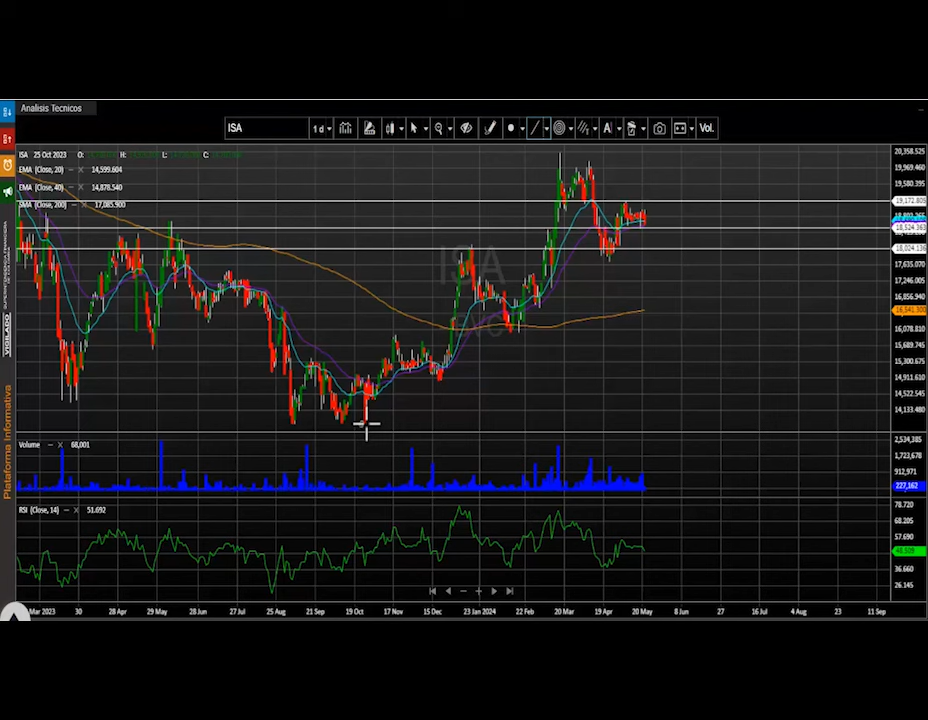 Analisis Tecnicos
ISA 1 d A Vol.
ISA 25 Oct 2023 O: H: L: C:
EMA (Close, 20) 14,599.604
EMA (Close, 40) 14,878.540
SMA (Close, 200) 17,085.900
ISA
20,358.525
19,969.460
19,580.395
19,172.805
18,524.363
18,024.136
17,635.070
17,246.005
16,856.940
16,541.300
16,078.810
15,689.745
15,300.675
14,911.610
14,522.545
14,133.480
Volume 68,001
2,534,385
1,723,678
912,971
227,162
RSI (Close, 14) 51.692
78.720
68.205
57.690
36.660
26.145
Mar 2023 30 28 Apr 29 May 28 Jun 27 Jul 25 Aug 21 Sep 19 Oct 17 Nov 15 Dec 23 Jan 2024 22 Feb 20 Mar 19 Apr 20 May 8 Jun 27 16 Jul 4 Aug 23 11 Sep
VIGILADO
Plataforma Informativa